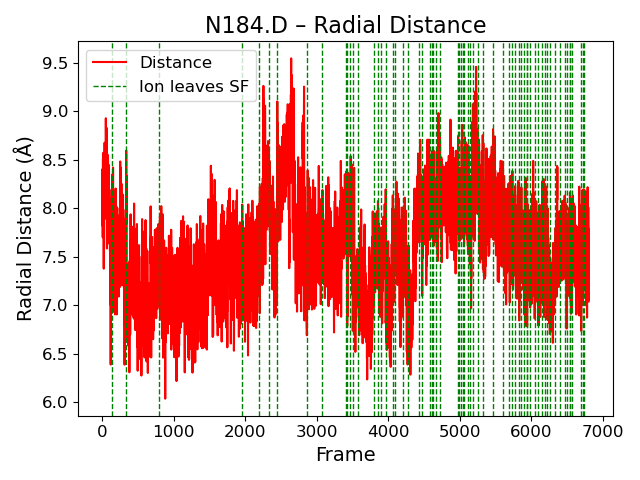 N184.D – Radial Distance
Distance
Ion leaves SF
Radial Distance (Å)
9.5
9.0
8.5
8.0
7.5
7.0
6.5
6.0
0 1000 2000 3000 4000 5000 6000 7000
Frame